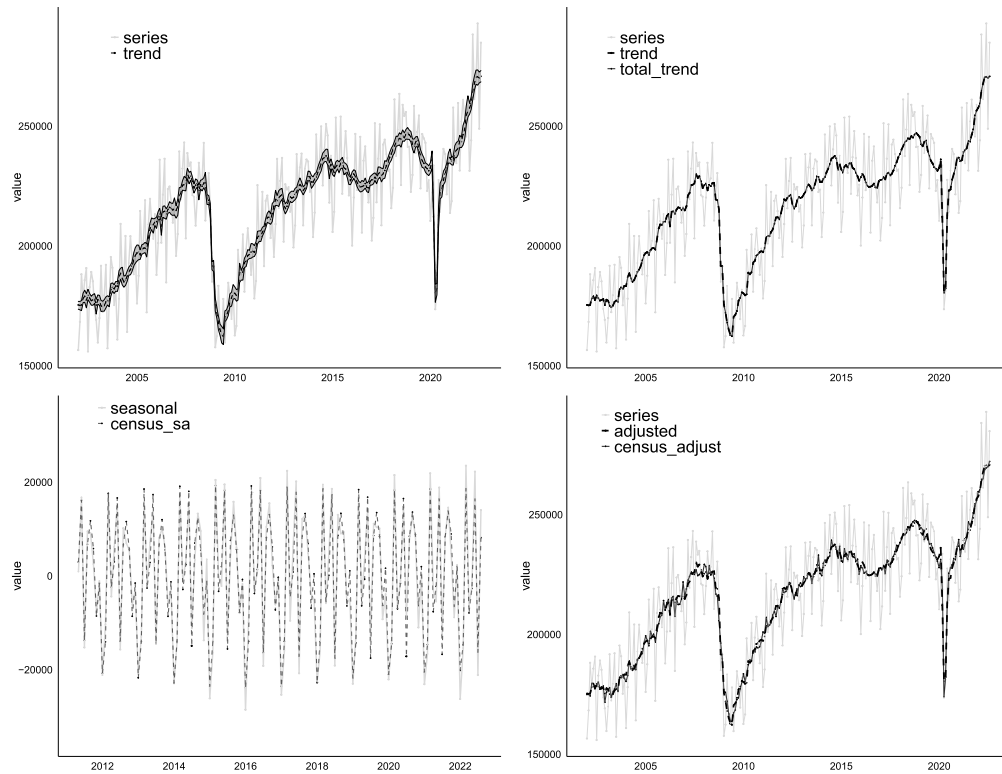 series
trend
250000
value
200000
150000
2005
2010
2015
2020
series
trend
total_trend
250000
value
200000
150000
2005
2010
2015
2020
seasonal
census_sa
20000
value
0
−20000
2012
2014
2016
2018
2020
2022
series
adjusted
census_adjust
250000
value
200000
150000
2005
2010
2015
2020